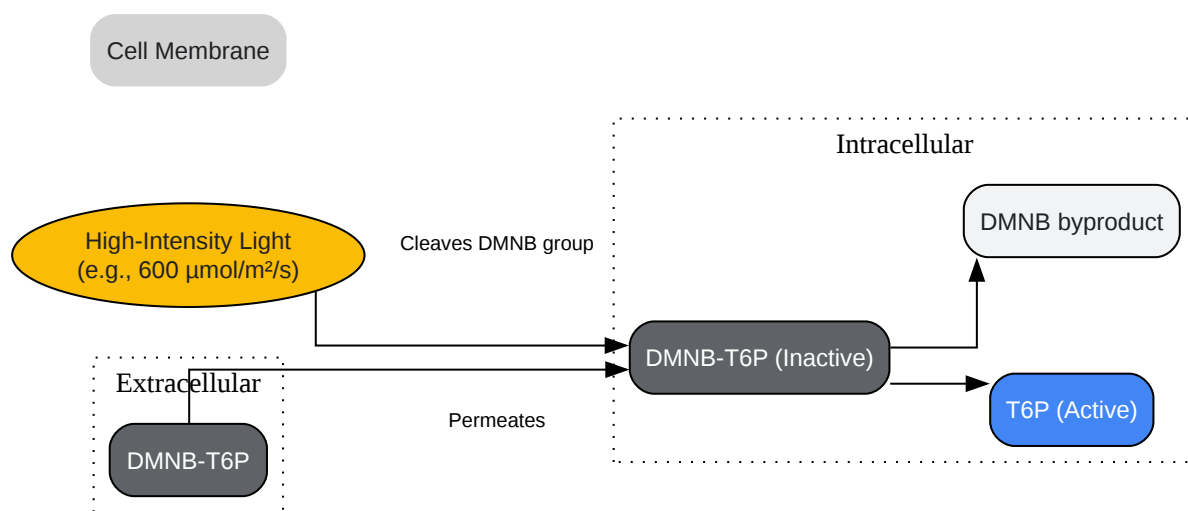 Cell Membrane
Intracellular
DMNB byproduct
High-Intensity Light
(e.g., 600 µmol/m²/s)
Cleaves DMNB group
DMNB-T6P (Inactive)
Extracellular
T6P (Active)
Permeates
DMNB-T6P